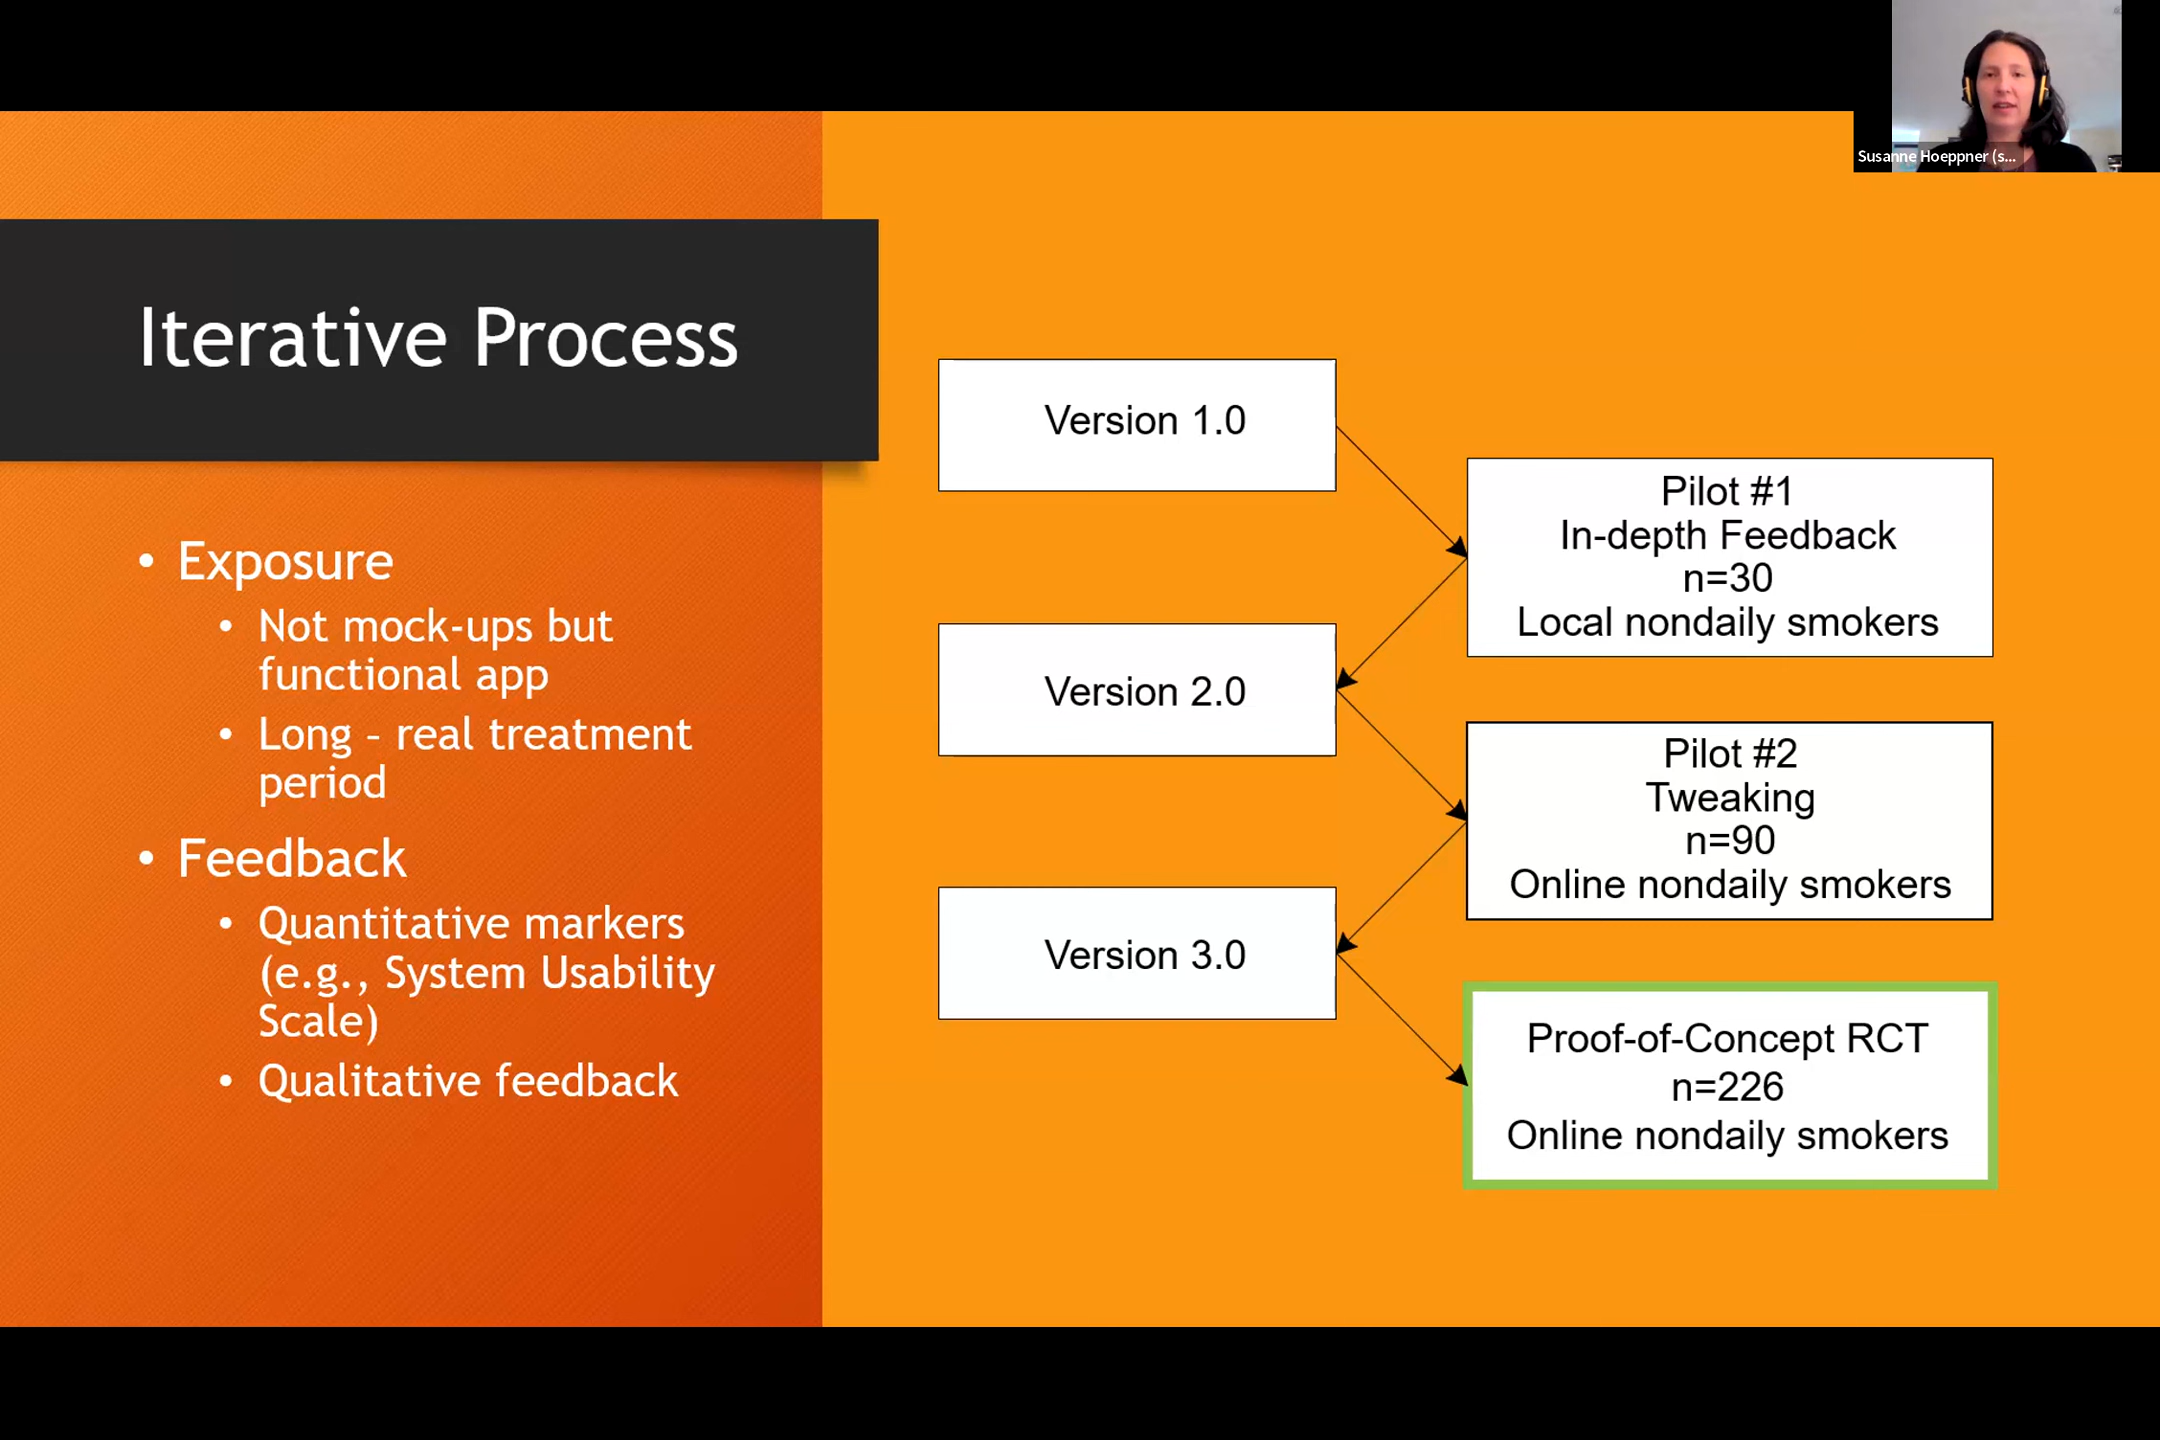 Susanne Hoeppner (s...
Iterative Process
• Exposure
• Not mock-ups but
functional app
• Long – real treatment
period
• Feedback
• Quantitative markers
(e.g., System Usability
Scale)
• Qualitative feedback
Version 1.0
Pilot #1
In-depth Feedback
n=30
Local nondaily smokers
Version 2.0
Pilot #2
Tweaking
n=90
Online nondaily smokers
Version 3.0
Proof-of-Concept RCT
n=226
Online nondaily smokers